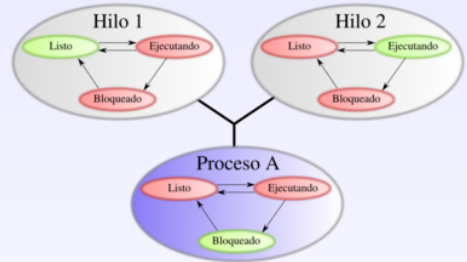 Hilo 1
Listo
Ejecutando
Bloqueado
Hilo 2
Listo
Ejecutando
Bloqueado
Proceso A
Listo
Ejecutando
Bloqueado